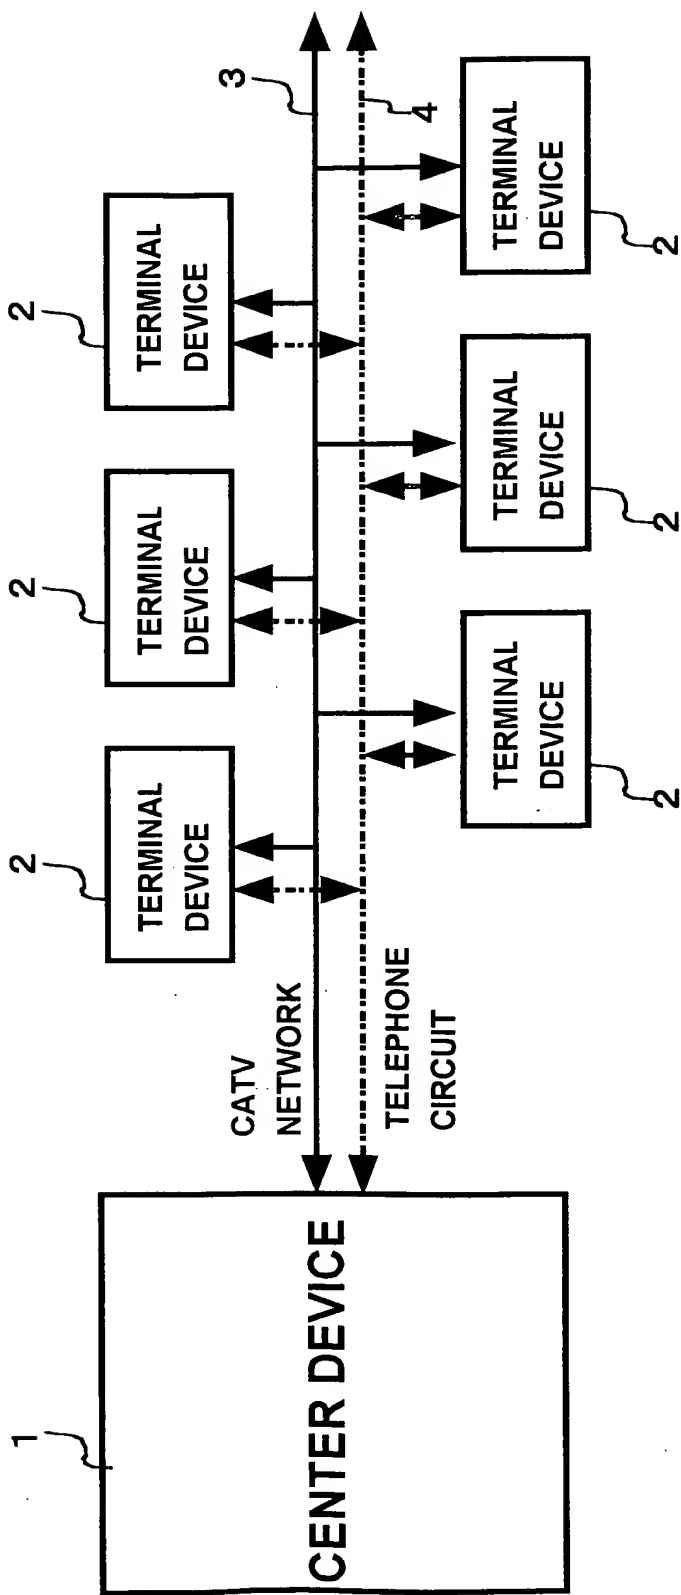 1
CENTER DEVICE
CATV
NETWORK
TELEPHONE
CIRCUIT
3
4
2
TERMINAL
DEVICE
2
TERMINAL
DEVICE
2
TERMINAL
DEVICE
TERMINAL
DEVICE
2
TERMINAL
DEVICE
2
TERMINAL
DEVICE
2